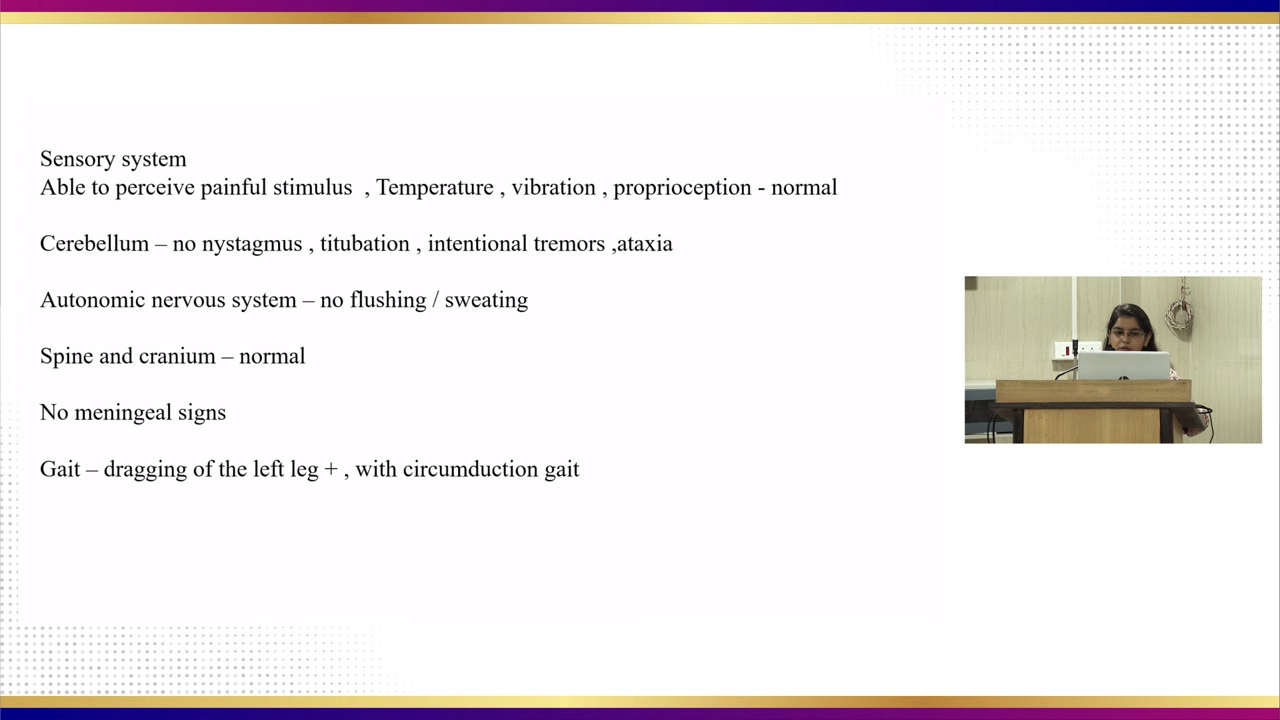 Sensory system
Able to perceive painful stimulus , Temperature , vibration , proprioception - normal
Cerebellum – no nystagmus , titubation , intentional tremors ,ataxia
Autonomic nervous system – no flushing / sweating
Spine and cranium – normal
No meningeal signs
Gait – dragging of the left leg + , with circumduction gait